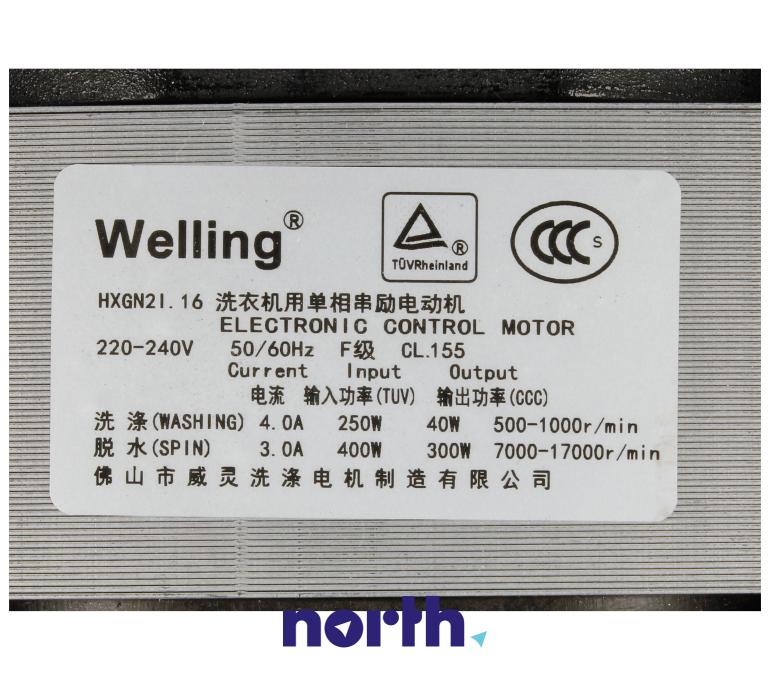 Welling®
TÜVRheinland ®
CCC S
HXGN2I.16 洗衣机用单相串励电动机
ELECTRONIC CONTROL MOTOR
220-240V 50/60Hz F级 CL.155
Current Input Output
电流 输入功率(TUV) 输出功率(CCC)
洗 涤(WASHING) 4.0A 250W 40W 500-1000r/min
脱 水(SPIN) 3.0A 400W 300W 7000-17000r/min
佛山市威灵洗涤电机制造有限公司
north